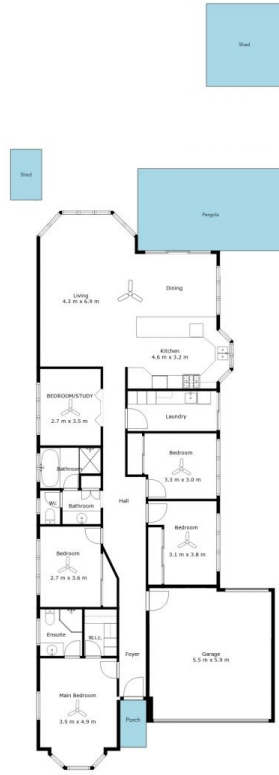 Shed
Shed
Pergola
Living
4.3 m x 6.9 m
Dining
Kitchen
4.6 m x 3.2 m
BEDROOM/STUDY
2.7 m x 3.5 m
Laundry
Bathroom
Bedroom
3.3 m x 3.0 m
WC
Bathroom
Hall
Bedroom
3.1 m x 3.8 m
Bedroom
2.7 m x 3.6 m
Ensuite
W.i.c.
Foyer
Garage
5.5 m x 5.9 m
Main Bedroom
3.5 m x 4.9 m
Porch